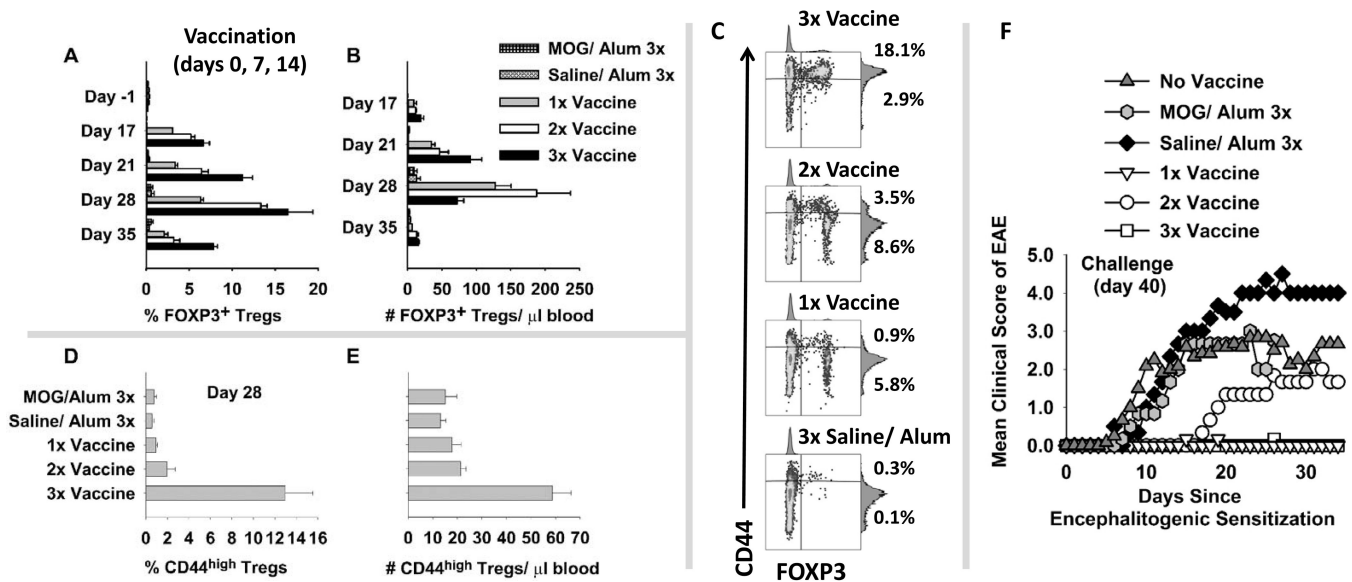 A
Vaccination
(days 0, 7, 14)
Day -1
Day 17
Day 21
Day 28
Day 35
0 5 10 15 20
% FOXP3+ Tregs
B
MOG/ Alum 3x
Saline/ Alum 3x
1x Vaccine
2x Vaccine
3x Vaccine
Day 17
Day 21
Day 28
Day 35
0 50 100 150 200 250
# FOXP3+ Tregs/ µl blood
C
3x Vaccine
18.1%
2.9%
2x Vaccine
3.5%
8.6%
1x Vaccine
0.9%
5.8%
3x Saline/ Alum
0.3%
0.1%
CD44
FOXP3
D
Day 28
MOG/Alum 3x
Saline/ Alum 3x
1x Vaccine
2x Vaccine
3x Vaccine
0 2 4 6 8 10 12 14 16
% CD44high Tregs
E
0 10 20 30 40 50 60 70
# CD44high Tregs/ µl blood
F
No Vaccine
MOG/ Alum 3x
Saline/ Alum 3x
1x Vaccine
2x Vaccine
3x Vaccine
Mean Clinical Score of EAE
5.0
4.0
3.0
2.0
1.0
0.0
Challenge
(day 40)
0 10 20 30
Days Since
Encephalitogenic Sensitization